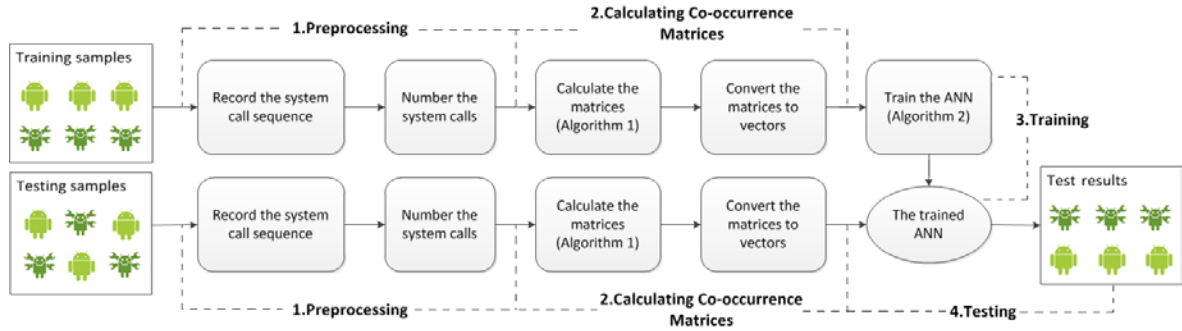 2.Calculating Co-occurrence
Matrices
1.Preprocessing
Training samples
Record the system
call sequence
Number the
system calls
Calculate the
matrices
(Algorithm 1)
Convert the
matrices to
vectors
Train the ANN
(Algorithm 2)
3.Training
Testing samples
Record the system
call sequence
Number the
system calls
Calculate the
matrices
(Algorithm 1)
Convert the
matrices to
vectors
The trained
ANN
Test results
1.Preprocessing
2.Calculating Co-occurrence
Matrices
4.Testing